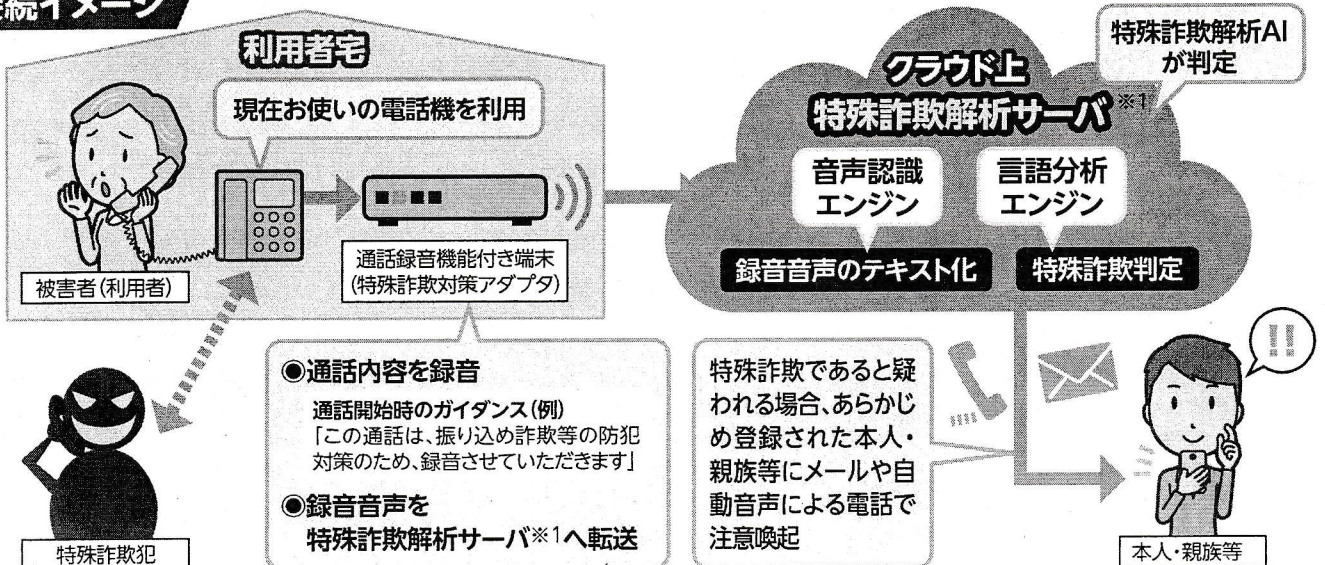 続イメージ
利用者宅
現在お使いの電話機を利用
被害者(利用者)
通話録音機能付き端末
(特殊詐欺対策アダプタ)
特殊詐欺犯
●通話内容を録音
通話開始時のガイダンス(例)
「この通話は、振り込め詐欺等の防犯
対策のため、録音させていただきます」
●録音音声を
特殊詐欺解析サーバ※1へ転送
クラウド上
特殊詐欺解析サーバ※1
特殊詐欺解析AI
が判定
音声認識
エンジン
言語分析
エンジン
録音音声のテキスト化
特殊詐欺判定
特殊詐欺であると疑
われる場合、あらかじ
め登録された本人・
親族等にメールや自
動音声による電話で
注意喚起
!!
本人・親族等